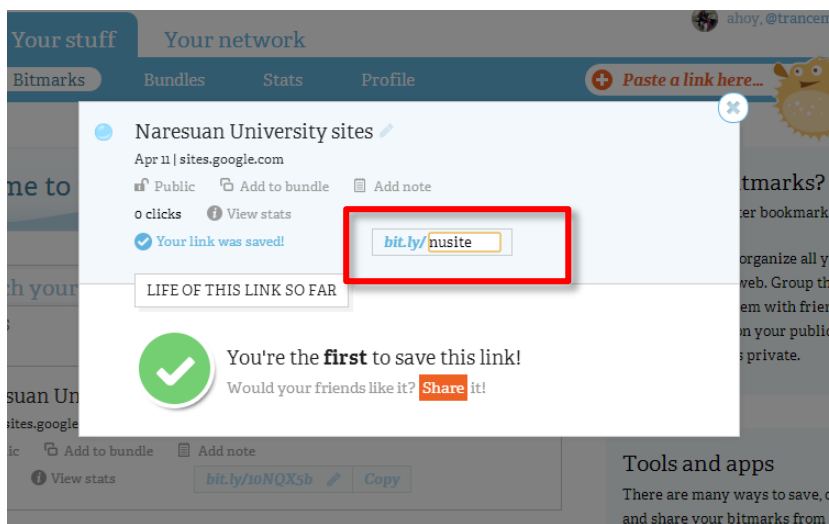 ahoy, @trancem
Your stuff
Your network
Bitmarks
Bundles
Stats
Profile
Paste a link here...
Naresuan University sites
Apr 11 | sites.google.com
Public
Add to bundle
Add note
0 clicks
View stats
Your link was saved!
bit.ly/nusite
LIFE OF THIS LINK SO FAR
You're the first to save this link!
Would your friends like it? Share it!
me to
ch your
suan Un
sites.google
ic
Add to bundle
Add note
View stats
bit.ly/10NQX5b
Copy
tmarks?
ter bookmark
organize all y
web. Group th
em with frien
on your public
s private.
Tools and apps
There are many ways to save, c
and share your bitmarks from